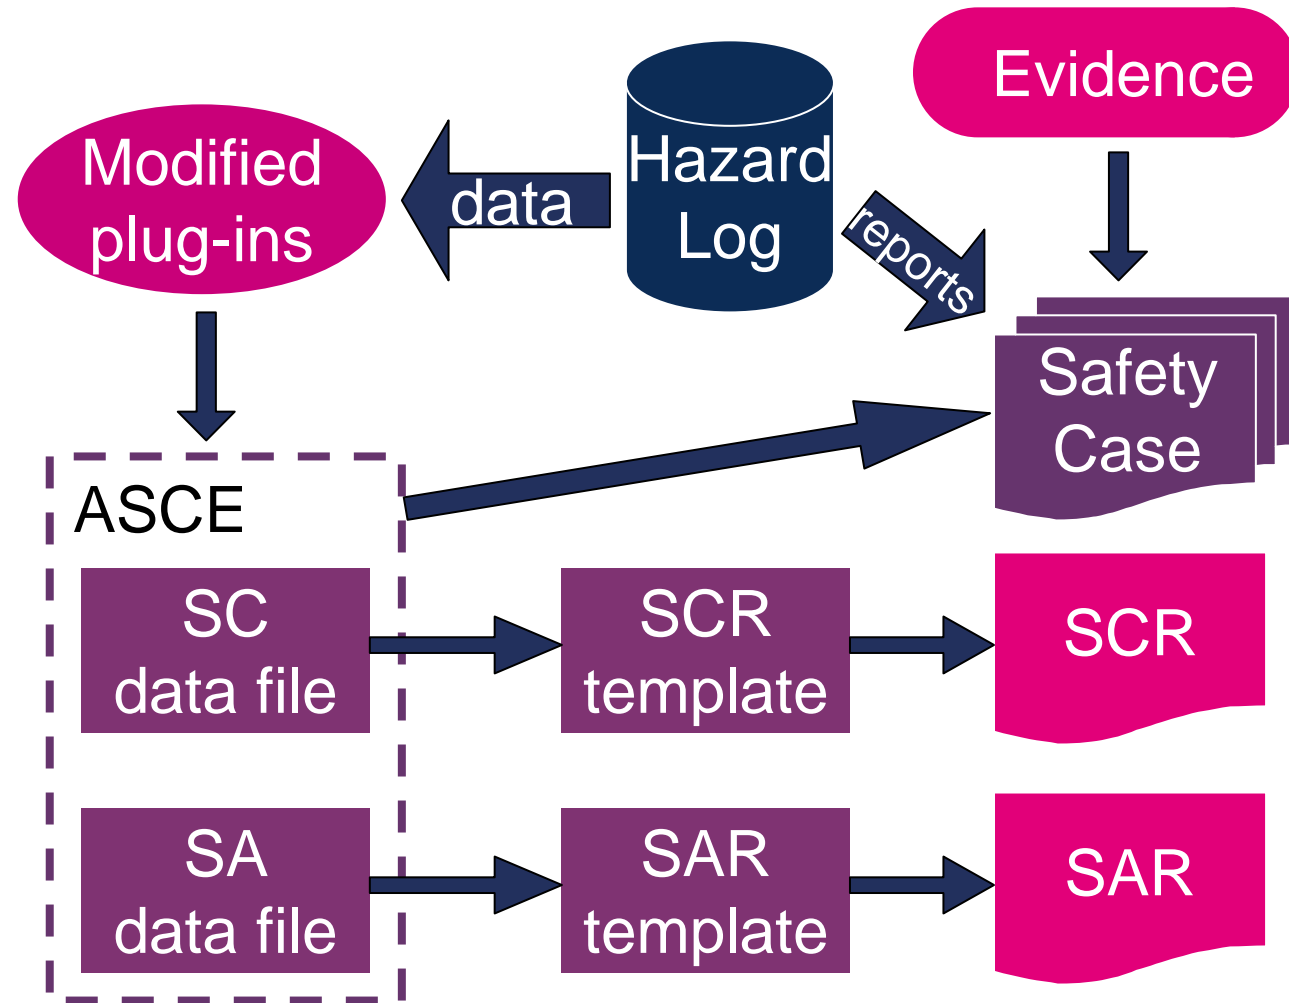 Evidence
Modified
plug-ins
data
Hazard
Log
reports
Safety
Case
ASCE
SC
data file
SCR
template
SCR
SA
data file
SAR
template
SAR